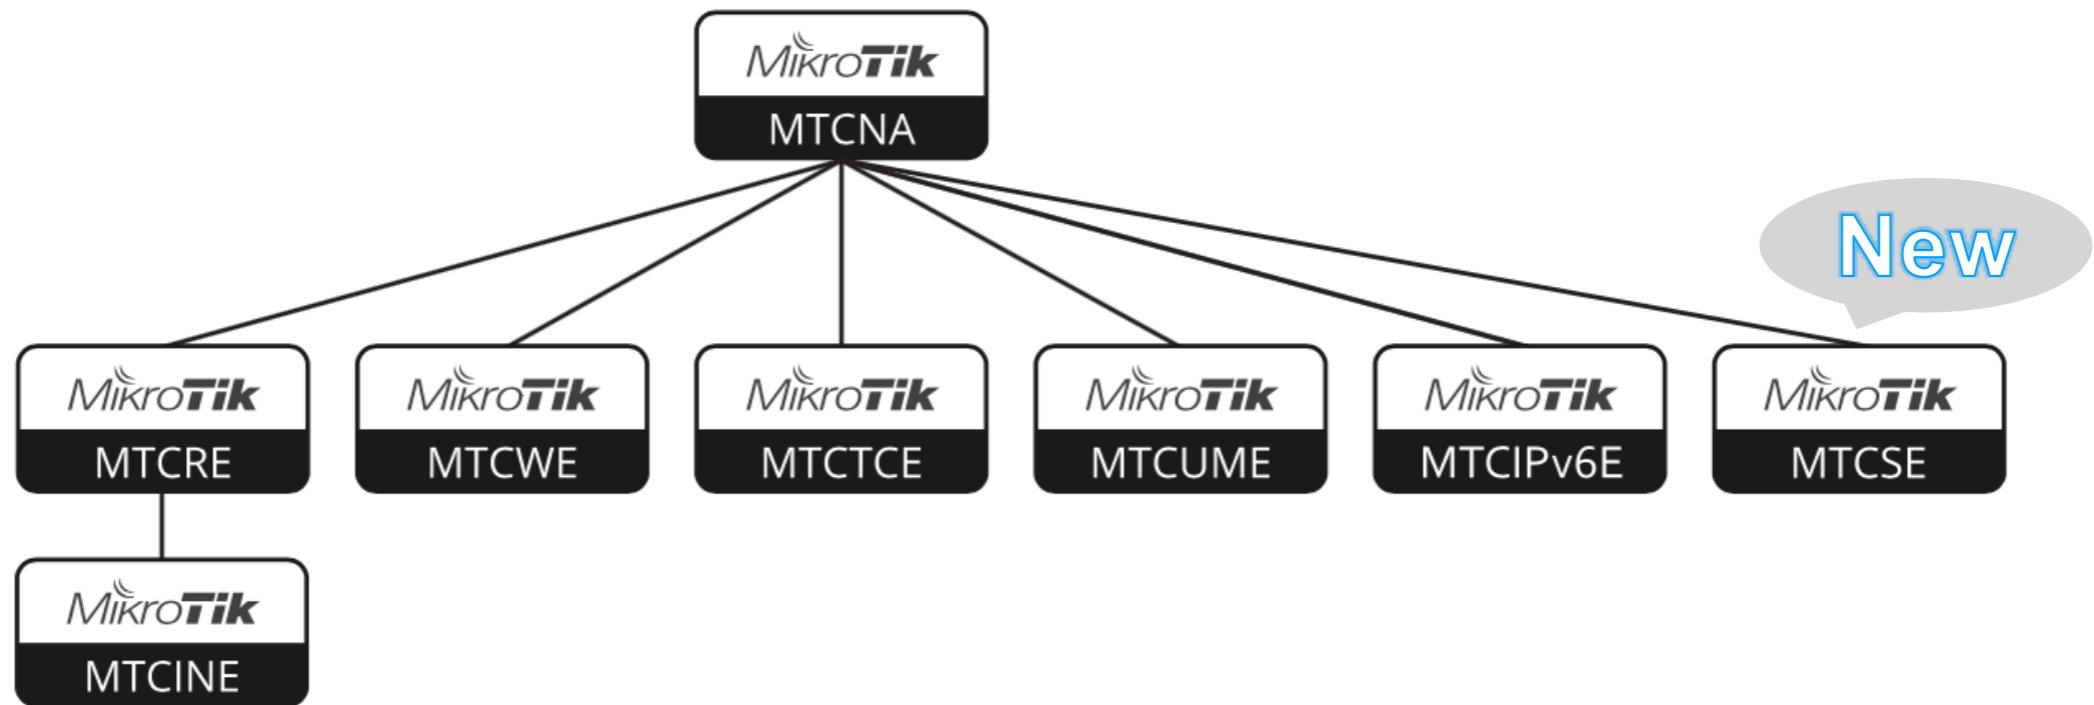 MikroTik
MTCNA
New
MikroTik
MTCRE
MikroTik
MTCWE
MikroTik
MTCTCE
MikroTik
MTCUME
MikroTik
MTCIPv6E
MikroTik
MTCSE
MikroTik
MTCINE